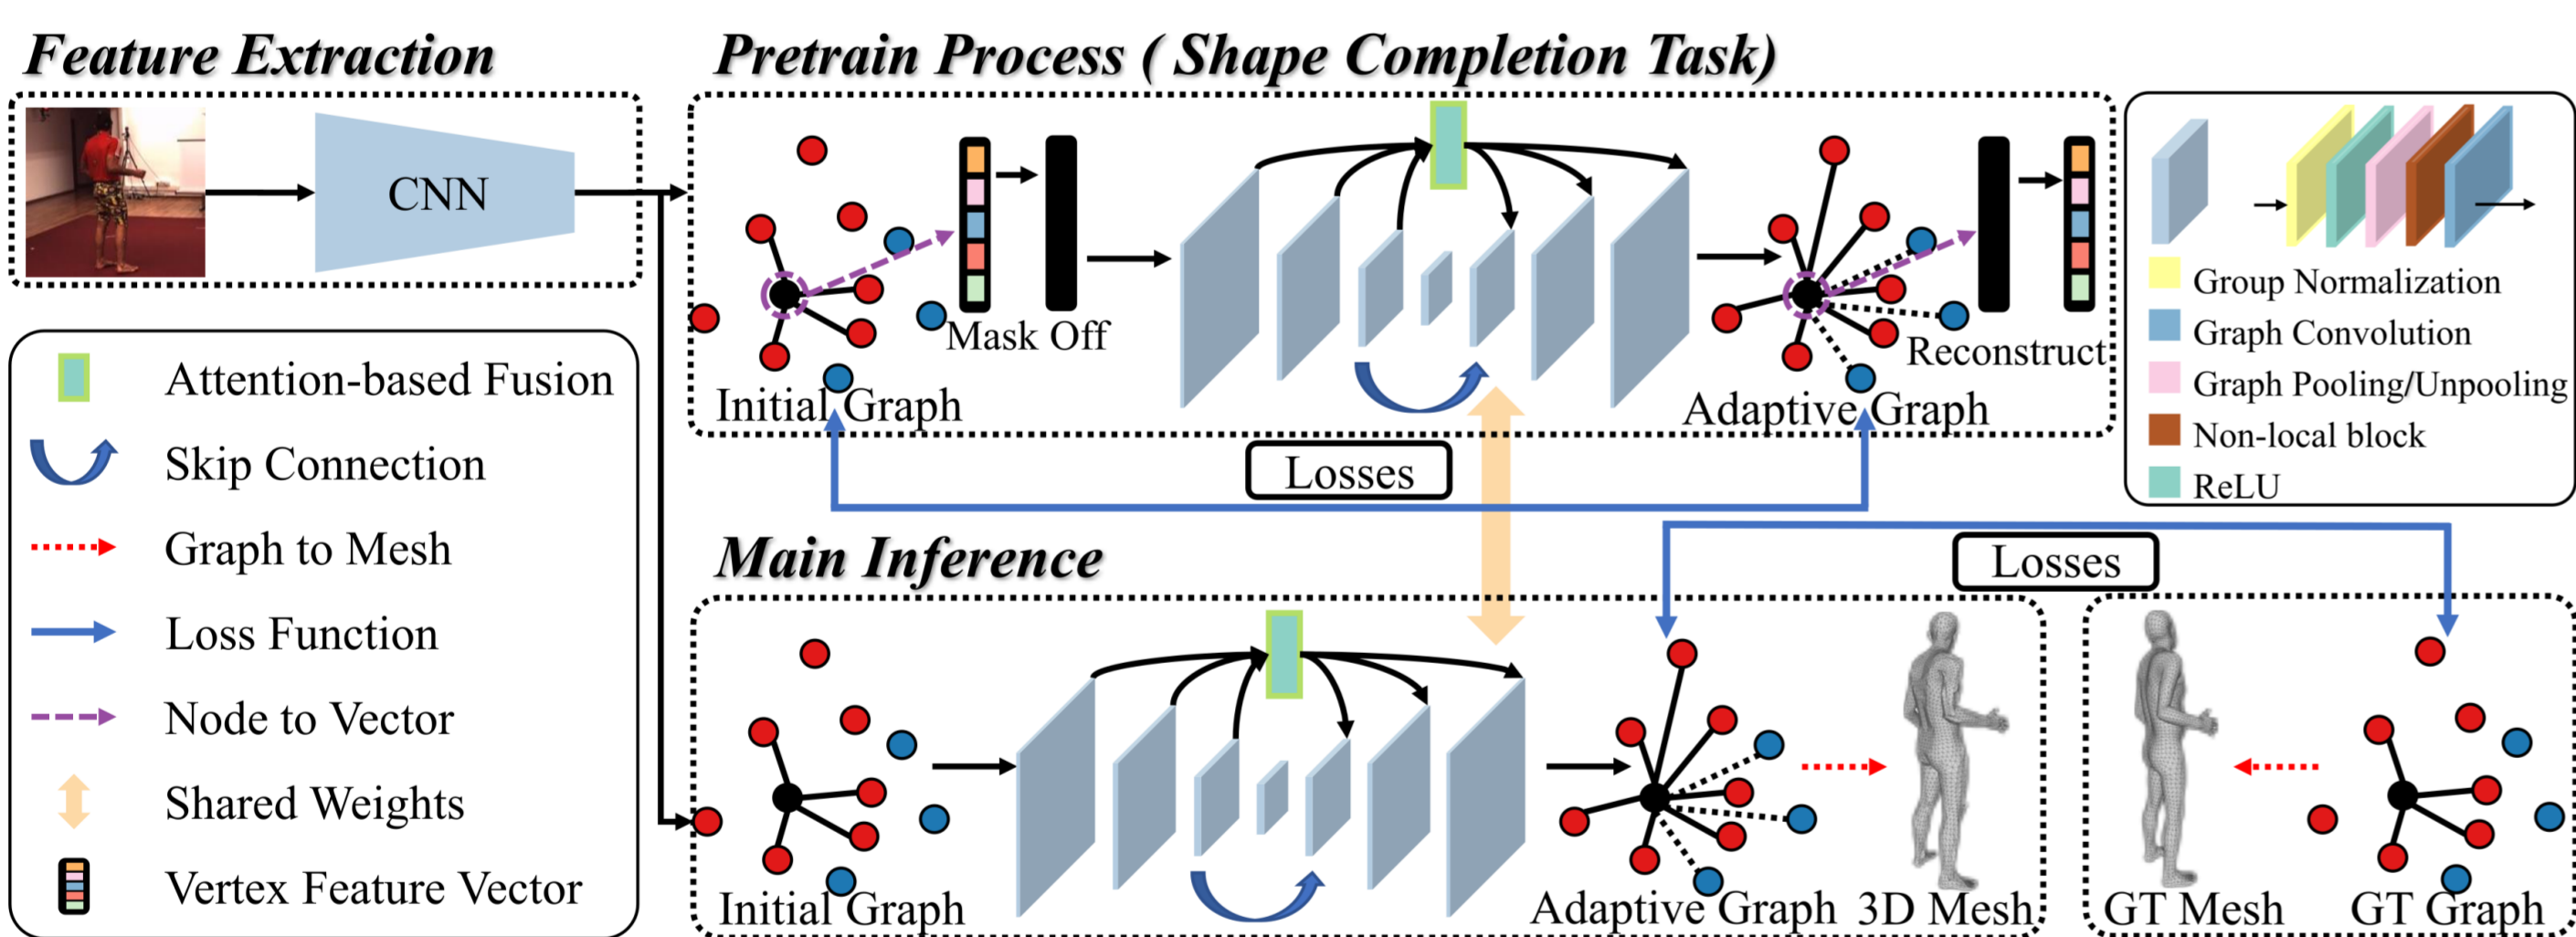 Feature Extraction
CNN
Attention-based Fusion
Skip Connection
Graph to Mesh
Loss Function
Node to Vector
Shared Weights
Vertex Feature Vector
Pretrain Process ( Shape Completion Task)
Mask Off
Initial Graph
Reconstruct
Adaptive Graph
Losses
Group Normalization
Graph Convolution
Graph Pooling/Unpooling
Non-local block
ReLU
Main Inference
Losses
Initial Graph
Adaptive Graph
3D Mesh
GT Mesh
GT Graph